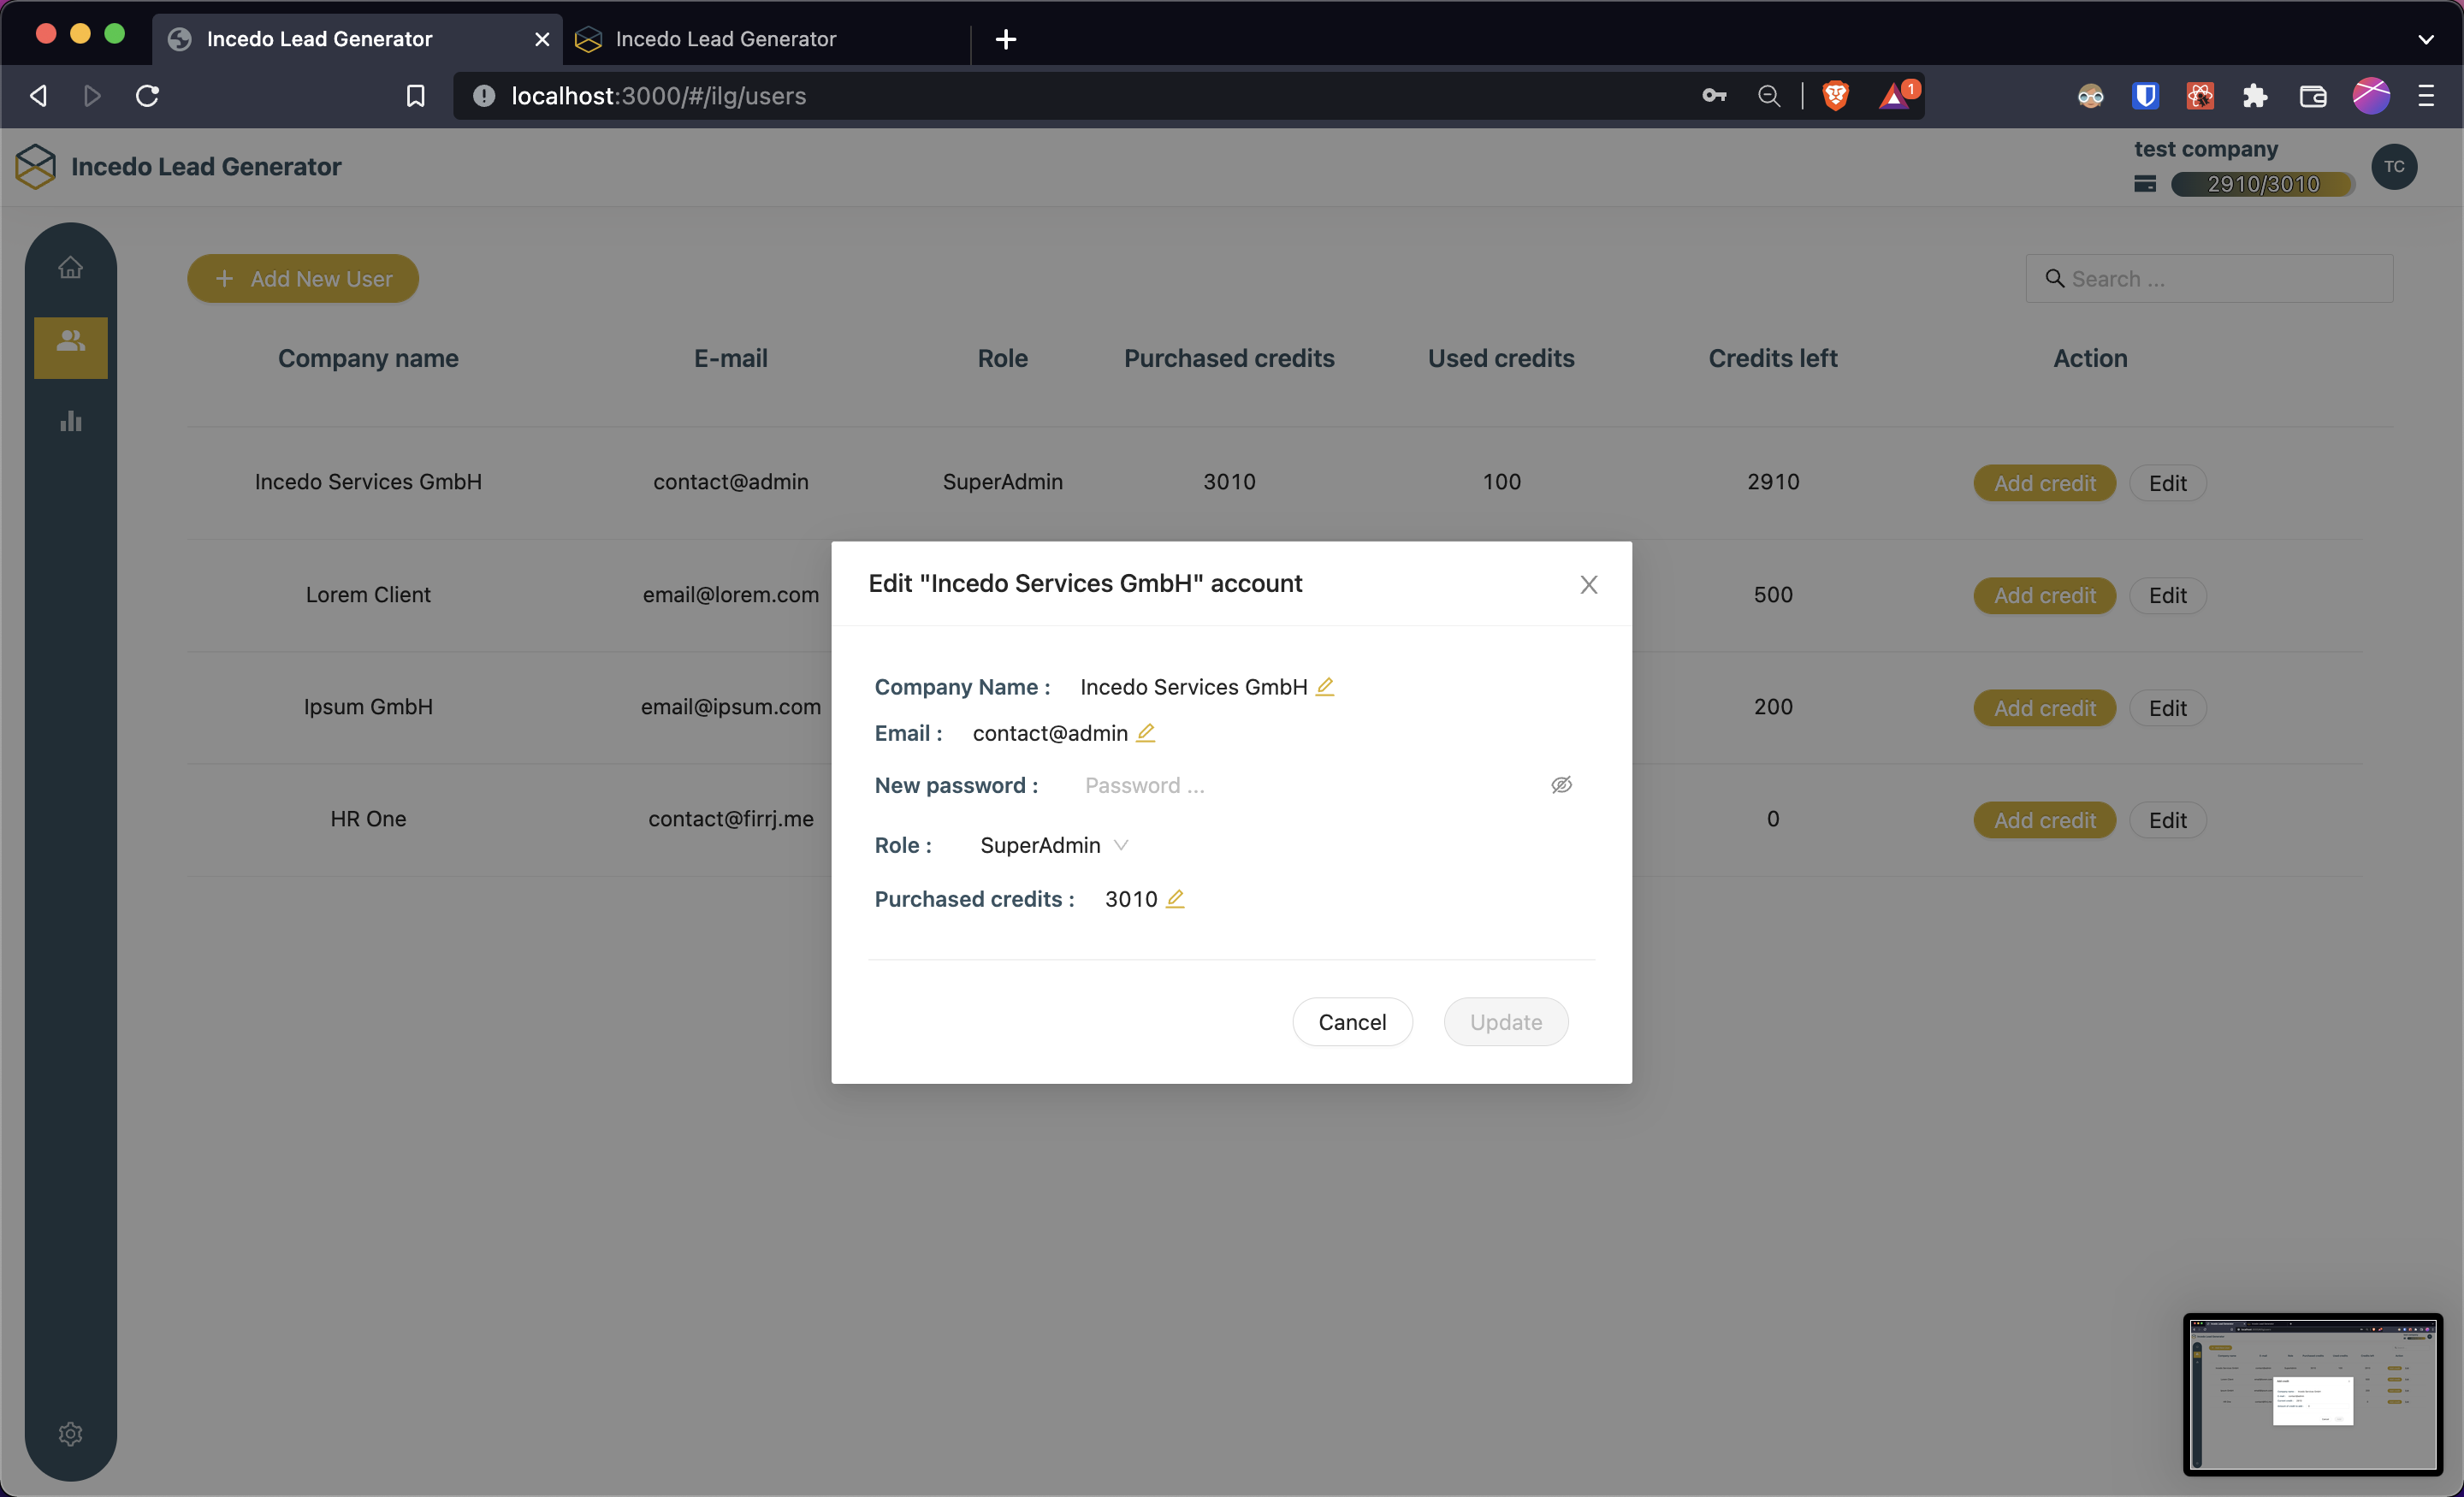 Incedo Lead Generator
Incedo Lead Generator
localhost:3000/#/ilg/users
1
Incedo Lead Generator
test company
2910/3010
TC
Add New User
Search ...
Company name E-mail Role Purchased credits Used credits Credits left Action
Incedo Services GmbH contact@admin SuperAdmin 3010 100 2910 Add credit Edit
Lorem Client email@lorem.com 500 Add credit Edit
Ipsum GmbH email@ipsum.com 200 Add credit Edit
HR One contact@firrj.me 0 Add credit Edit
Edit "Incedo Services GmbH" account
Company Name : Incedo Services GmbH
Email : contact@admin
New password : Password ...
Role : SuperAdmin
Purchased credits : 3010
Cancel Update